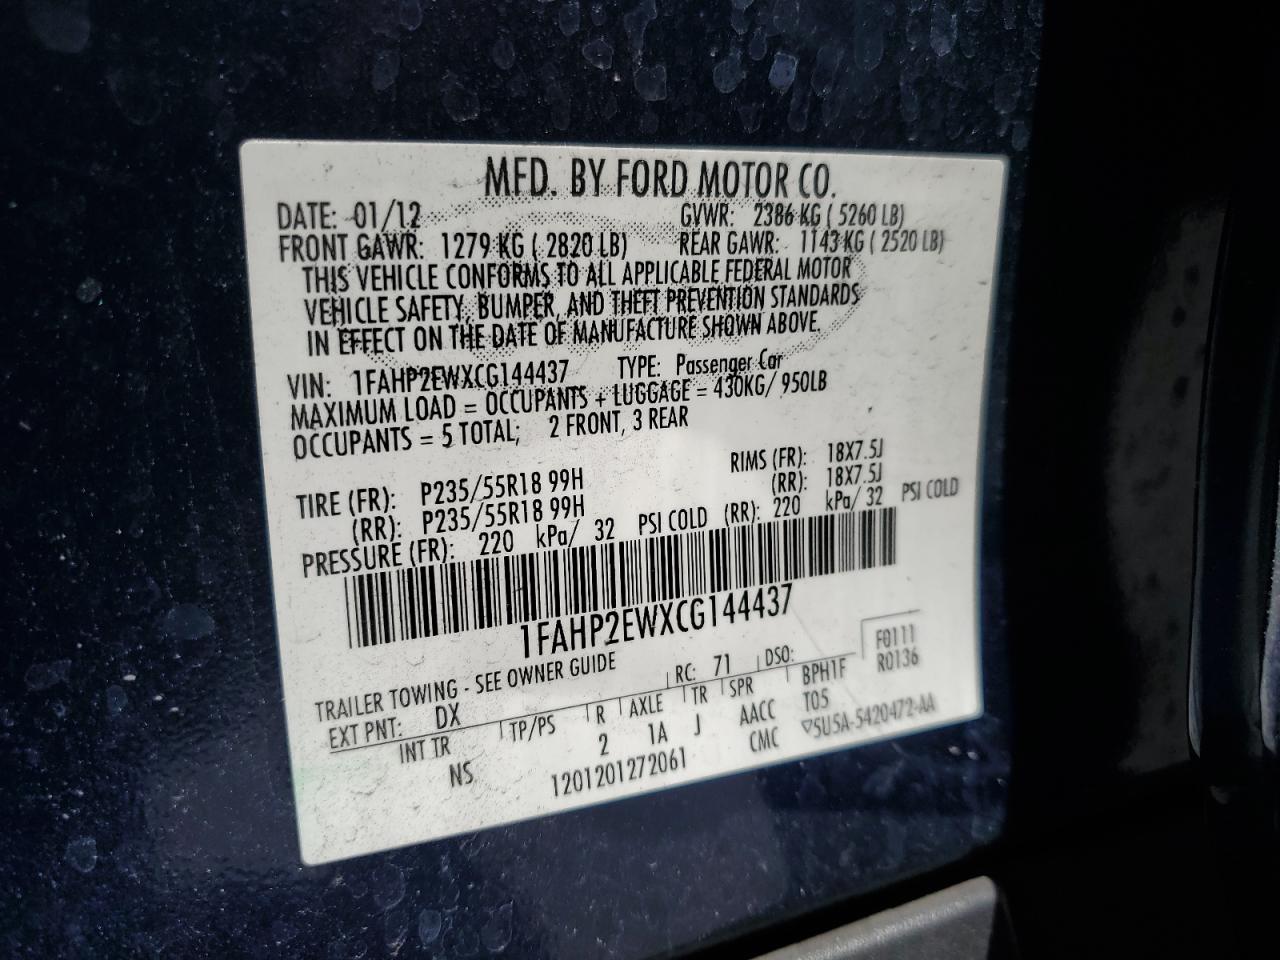 MFD. BY FORD MOTOR CO.
DATE: 01/12 GVWR: 2386 KG ( 5260 LB)
FRONT GAWR: 1279 KG ( 2820 LB) REAR GAWR: 1143 KG ( 2520 LB)
THIS VEHICLE CONFORMS TO ALL APPLICABLE FEDERAL MOTOR
VEHICLE SAFETY, BUMPER, AND THEFT PREVENTION STANDARDS
IN EFFECT ON THE DATE OF MANUFACTURE SHOWN ABOVE.
VIN: 1FAHP2EWXCG144437 TYPE: Passenger Car
MAXIMUM LOAD = OCCUPANTS + LUGGAGE = 430KG/ 950LB
OCCUPANTS = 5 TOTAL; 2 FRONT, 3 REAR
TIRE (FR): P235/55R18 99H RIMS (FR): 18X7.5J
(RR): P235/55R18 99H (RR): 18X7.5J
PRESSURE (FR): 220 kPa/ 32 PSI COLD (RR): 220 kPa/ 32 PSI COLD
1FAHP2EWXCG144437
F0111
R0136
TRAILER TOWING - SEE OWNER GUIDE
EXT PNT: DX RC: 71 DSO:
INT TR TP/PS R AXLE TR SPR BPH1F
NS 2 1A J AACC T05
1201201272061 CMC ▽5U5A-5420472-AA